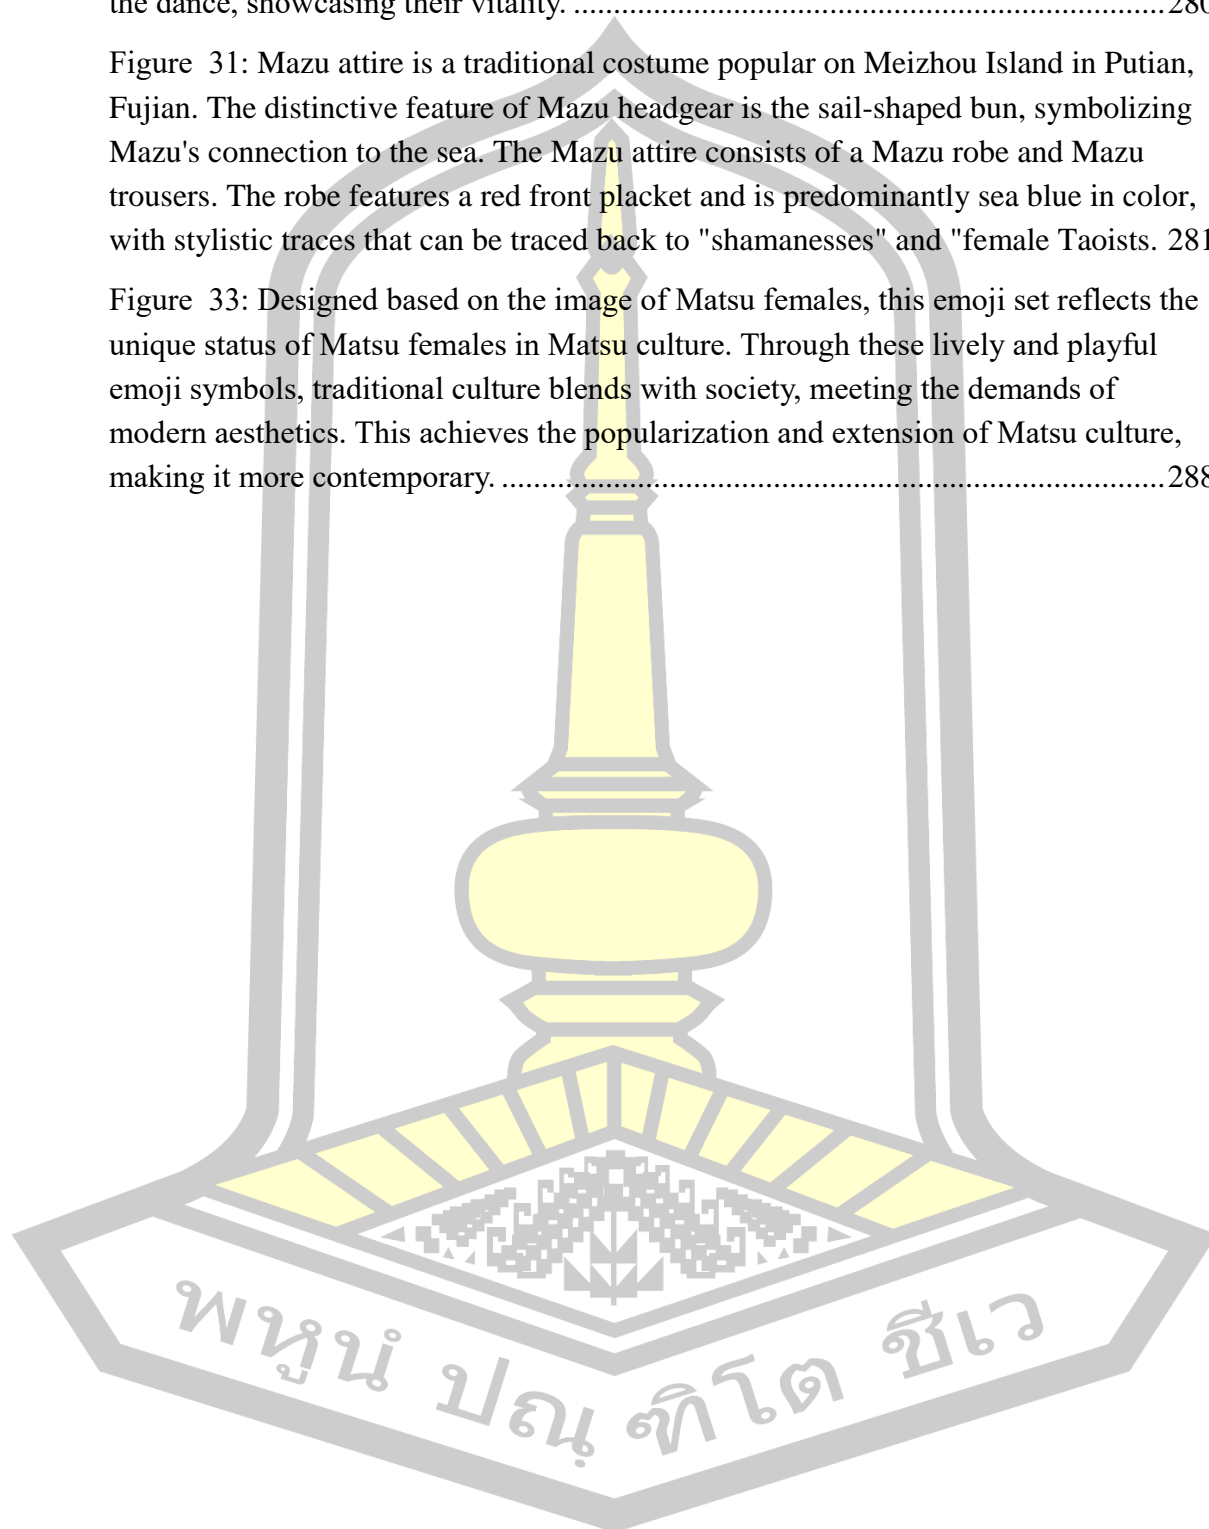 the dance, showcasing their vitality. ..........................................................................280
Figure  31: Mazu attire is a traditional costume popular on Meizhou Island in Putian,
Fujian. The distinctive feature of Mazu headgear is the sail-shaped bun, symbolizing
Mazu's connection to the sea. The Mazu attire consists of a Mazu robe and Mazu
trousers. The robe features a red front placket and is predominantly sea blue in color,
with stylistic traces that can be traced back to "shamanesses" and "female Taoists. 281
Figure  33: Designed based on the image of Matsu females, this emoji set reflects the
unique status of Matsu females in Matsu culture. Through these lively and playful
emoji symbols, traditional culture blends with society, meeting the demands of
modern aesthetics. This achieves the popularization and extension of Matsu culture,
making it more contemporary. ...................................................................................288
พหูนํ ปณฺฑิโต ชีเว